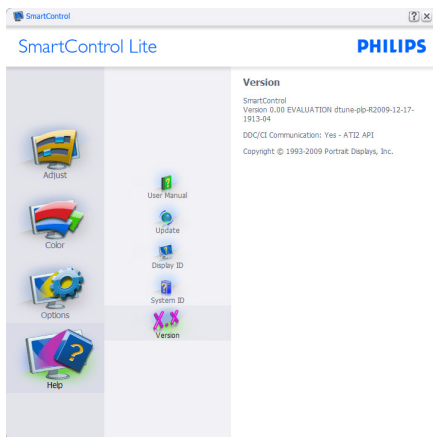 SmartControl
SmartControl Lite
PHILIPS
Adjust
Color
Options
Help
User Manual
Update
Display ID
System ID
X.X
Version
Version
SmartControl
Version 0.00 EVALUATION dtune-plp-R2009-12-17-
1913-04
DDC/CI Communication: Yes - ATI2 API
Copyright © 1993-2009 Portrait Displays, Inc.